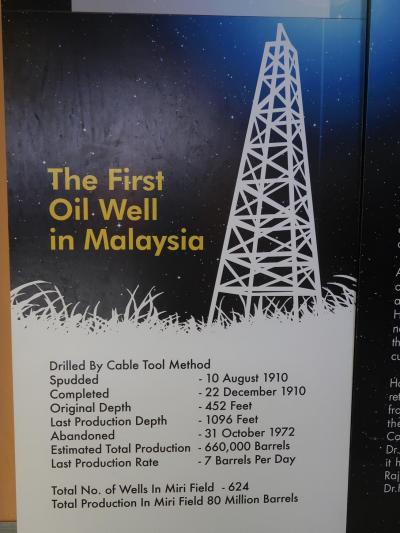 The First
Oil Well
in Malaysia
Drilled By Cable Tool Method
Spudded - 10 August 1910
Completed - 22 December 1910
Original Depth - 452 Feet
Last Production Depth - 1096 Feet
Abandoned - 31 October 1972
Estimated Total Production - 660,000 Barrels
Last Production Rate - 7 Barrels Per Day
Total No. of Wells In Miri Field - 624
Total Production In Miri Field 80 Million Barrels